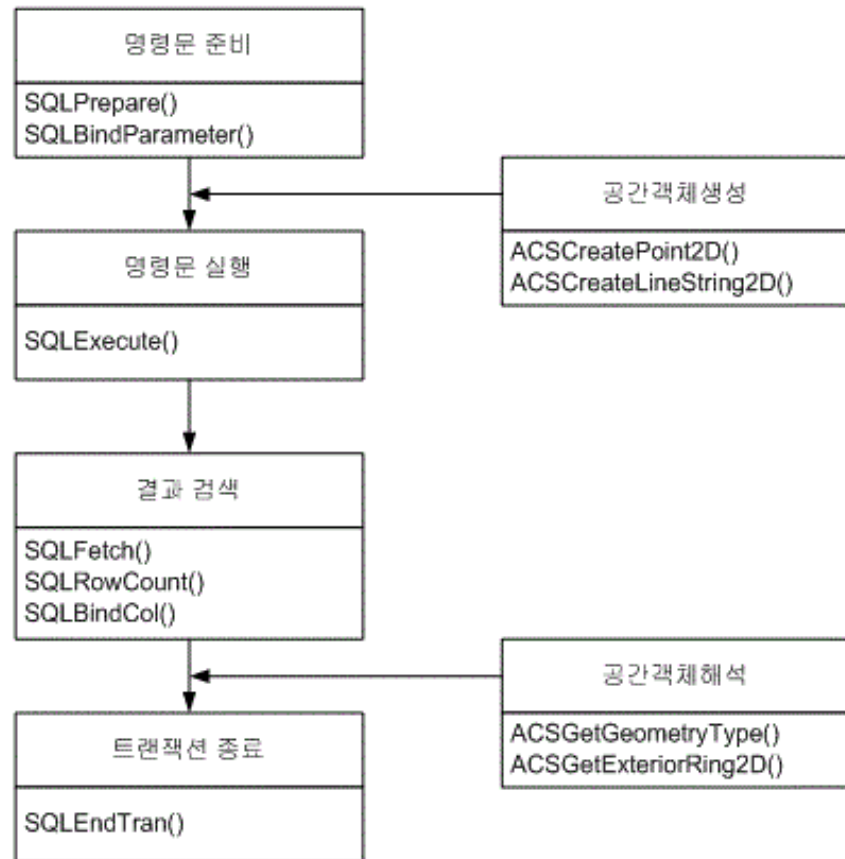 명령문 준비
SQLPrepare()
SQLBindParameter()
공간객체생성
ACSCreatePoint2D()
ACSCreateLineString2D()
명령문 실행
SQLExecute()
결과 검색
SQLFetch()
SQLRowCount()
SQLBindCol()
공간객체해석
ACSGetGeometryType()
ACSGetExteriorRing2D()
트랜잭션 종료
SQLEndTran()